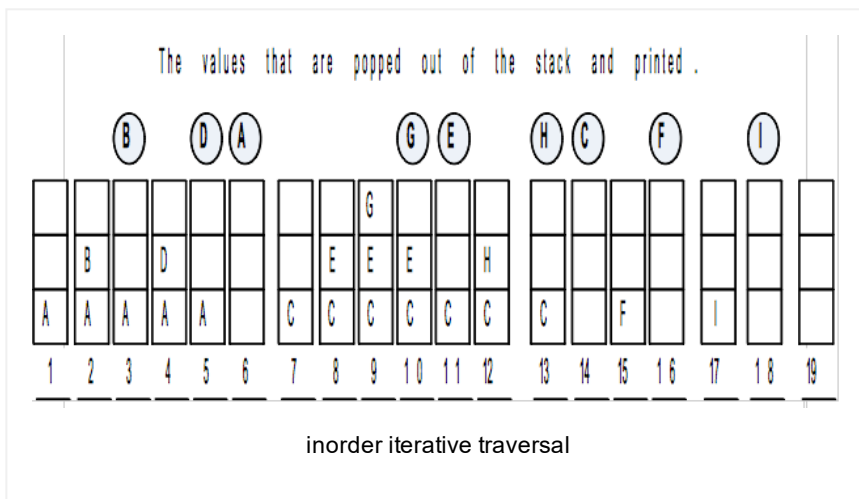 The values that are popped out of the stack and printed .
B D A G E H C F I
G
B D E E E H
A A A A A C C C C C C C F I
1 2 3 4 5 6 7 8 9 10 11 12 13 14 15 16 17 18 19
inorder iterative traversal